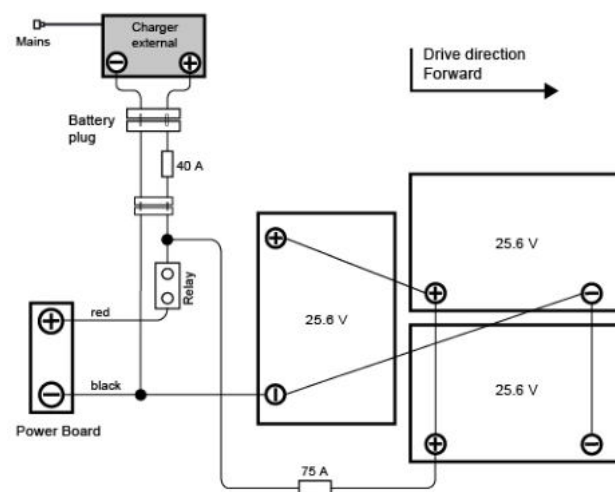 Charger
external
Mains
Drive direction
Forward
Battery
plug
40 A
25.6 V
Relay
25.6 V
red
25.6 V
black
Power Board
75 A